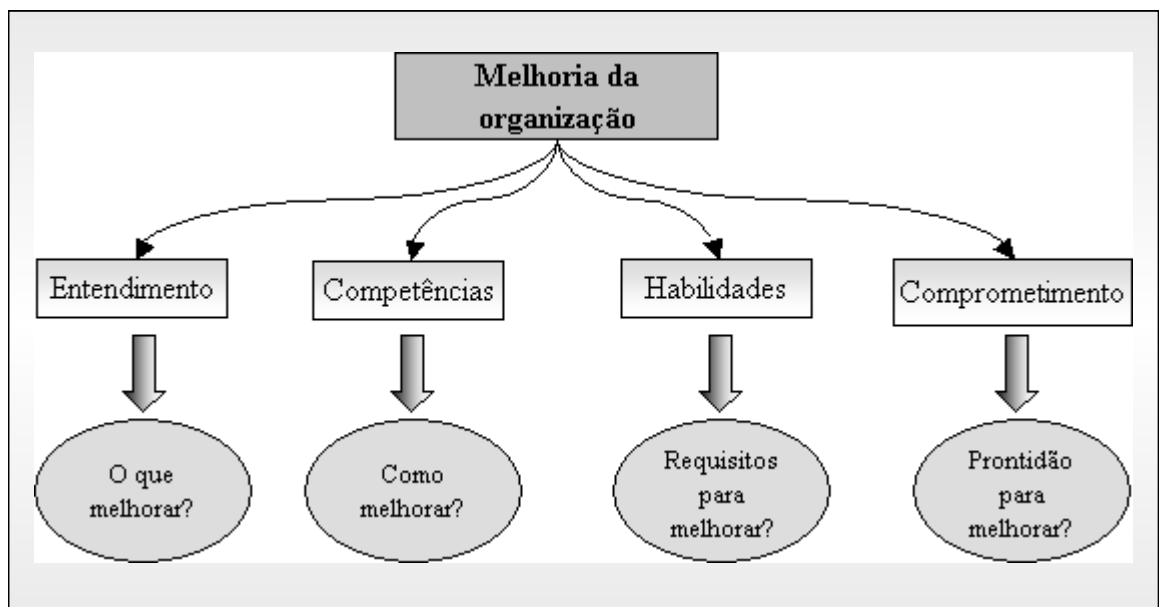 Melhoria da
organização
Entendimento
Competências
Habilidades
Comprometimento
O que
melhorar?
Como
melhorar?
Requisitos
para
melhorar?
Prontidão
para
melhorar?